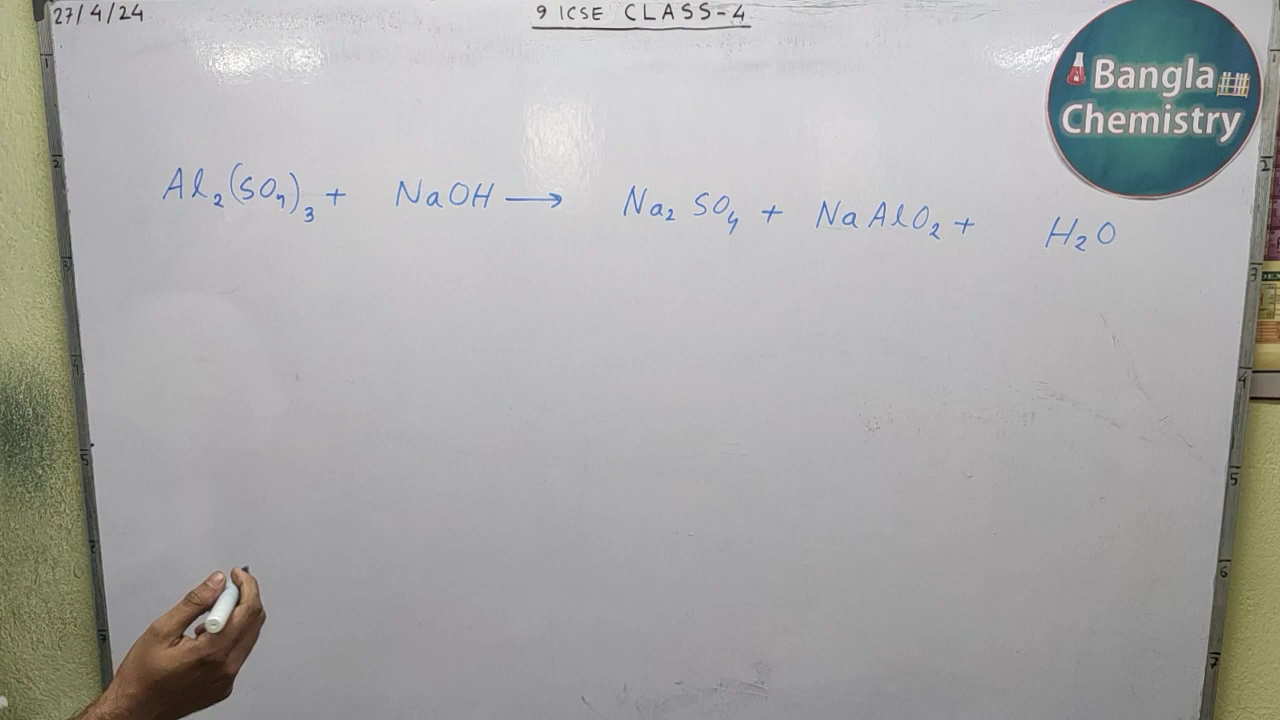 27/4/24
9 ICSE CLASS-4
Bangla
Chemistry
Al₂(SO₄)₃ + NaOH → Na₂SO₄ + NaAlO₂ + H₂O